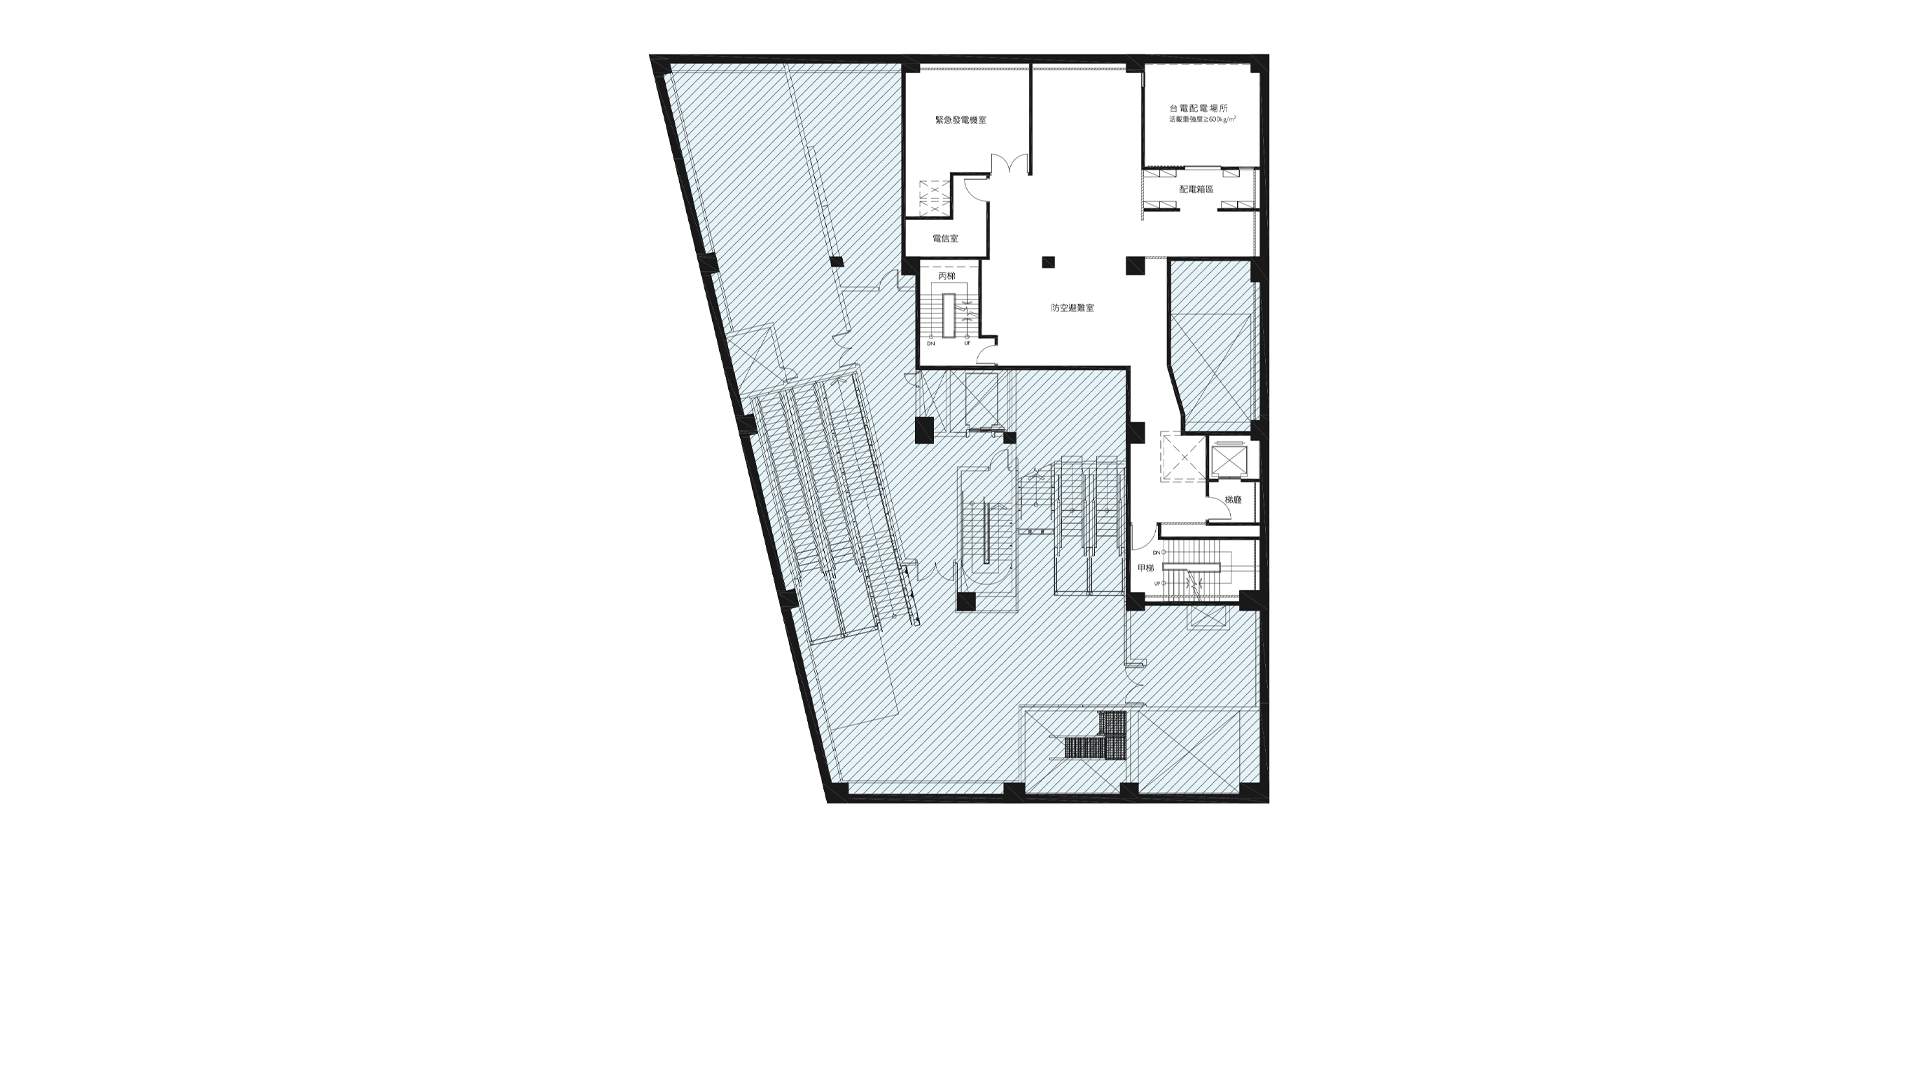 台電配電場所
活載重強度≧600kg/m²
緊急發電機室
配電箱區
電信室
丙梯
防空避難室
DN
UP
梯廳
DN
甲梯
UP